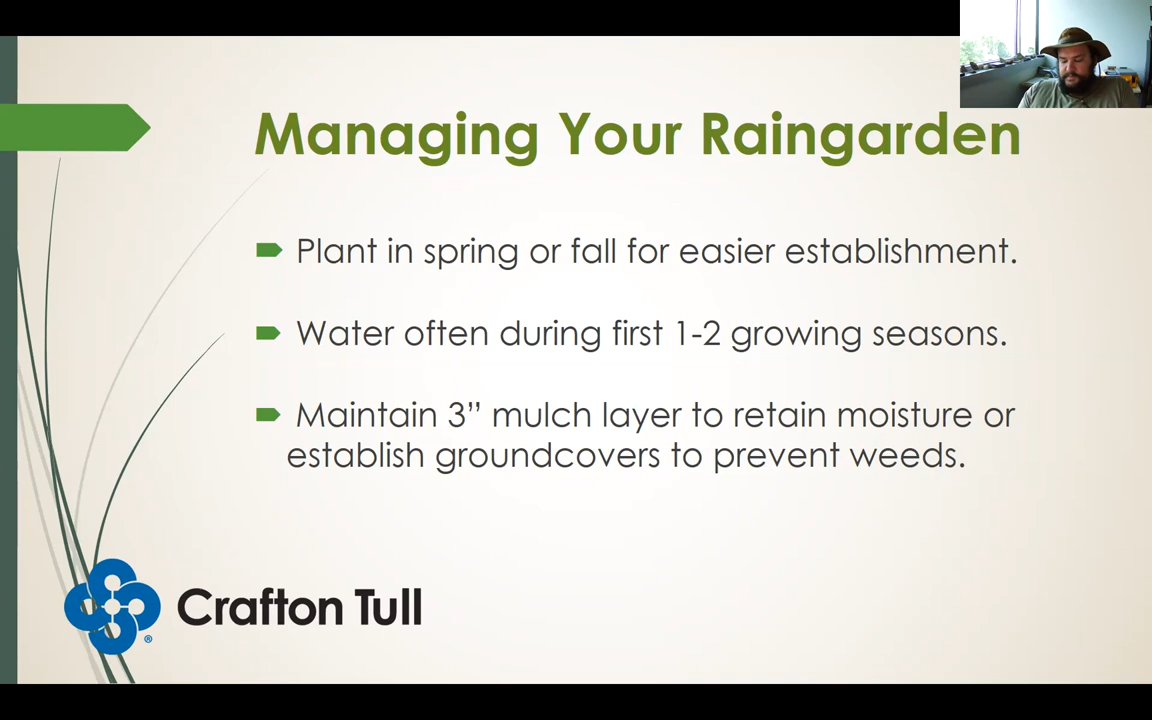 Managing Your Raingarden
Plant in spring or fall for easier establishment.
Water often during first 1-2 growing seasons.
Maintain 3” mulch layer to retain moisture or
establish groundcovers to prevent weeds.
Crafton Tull
®